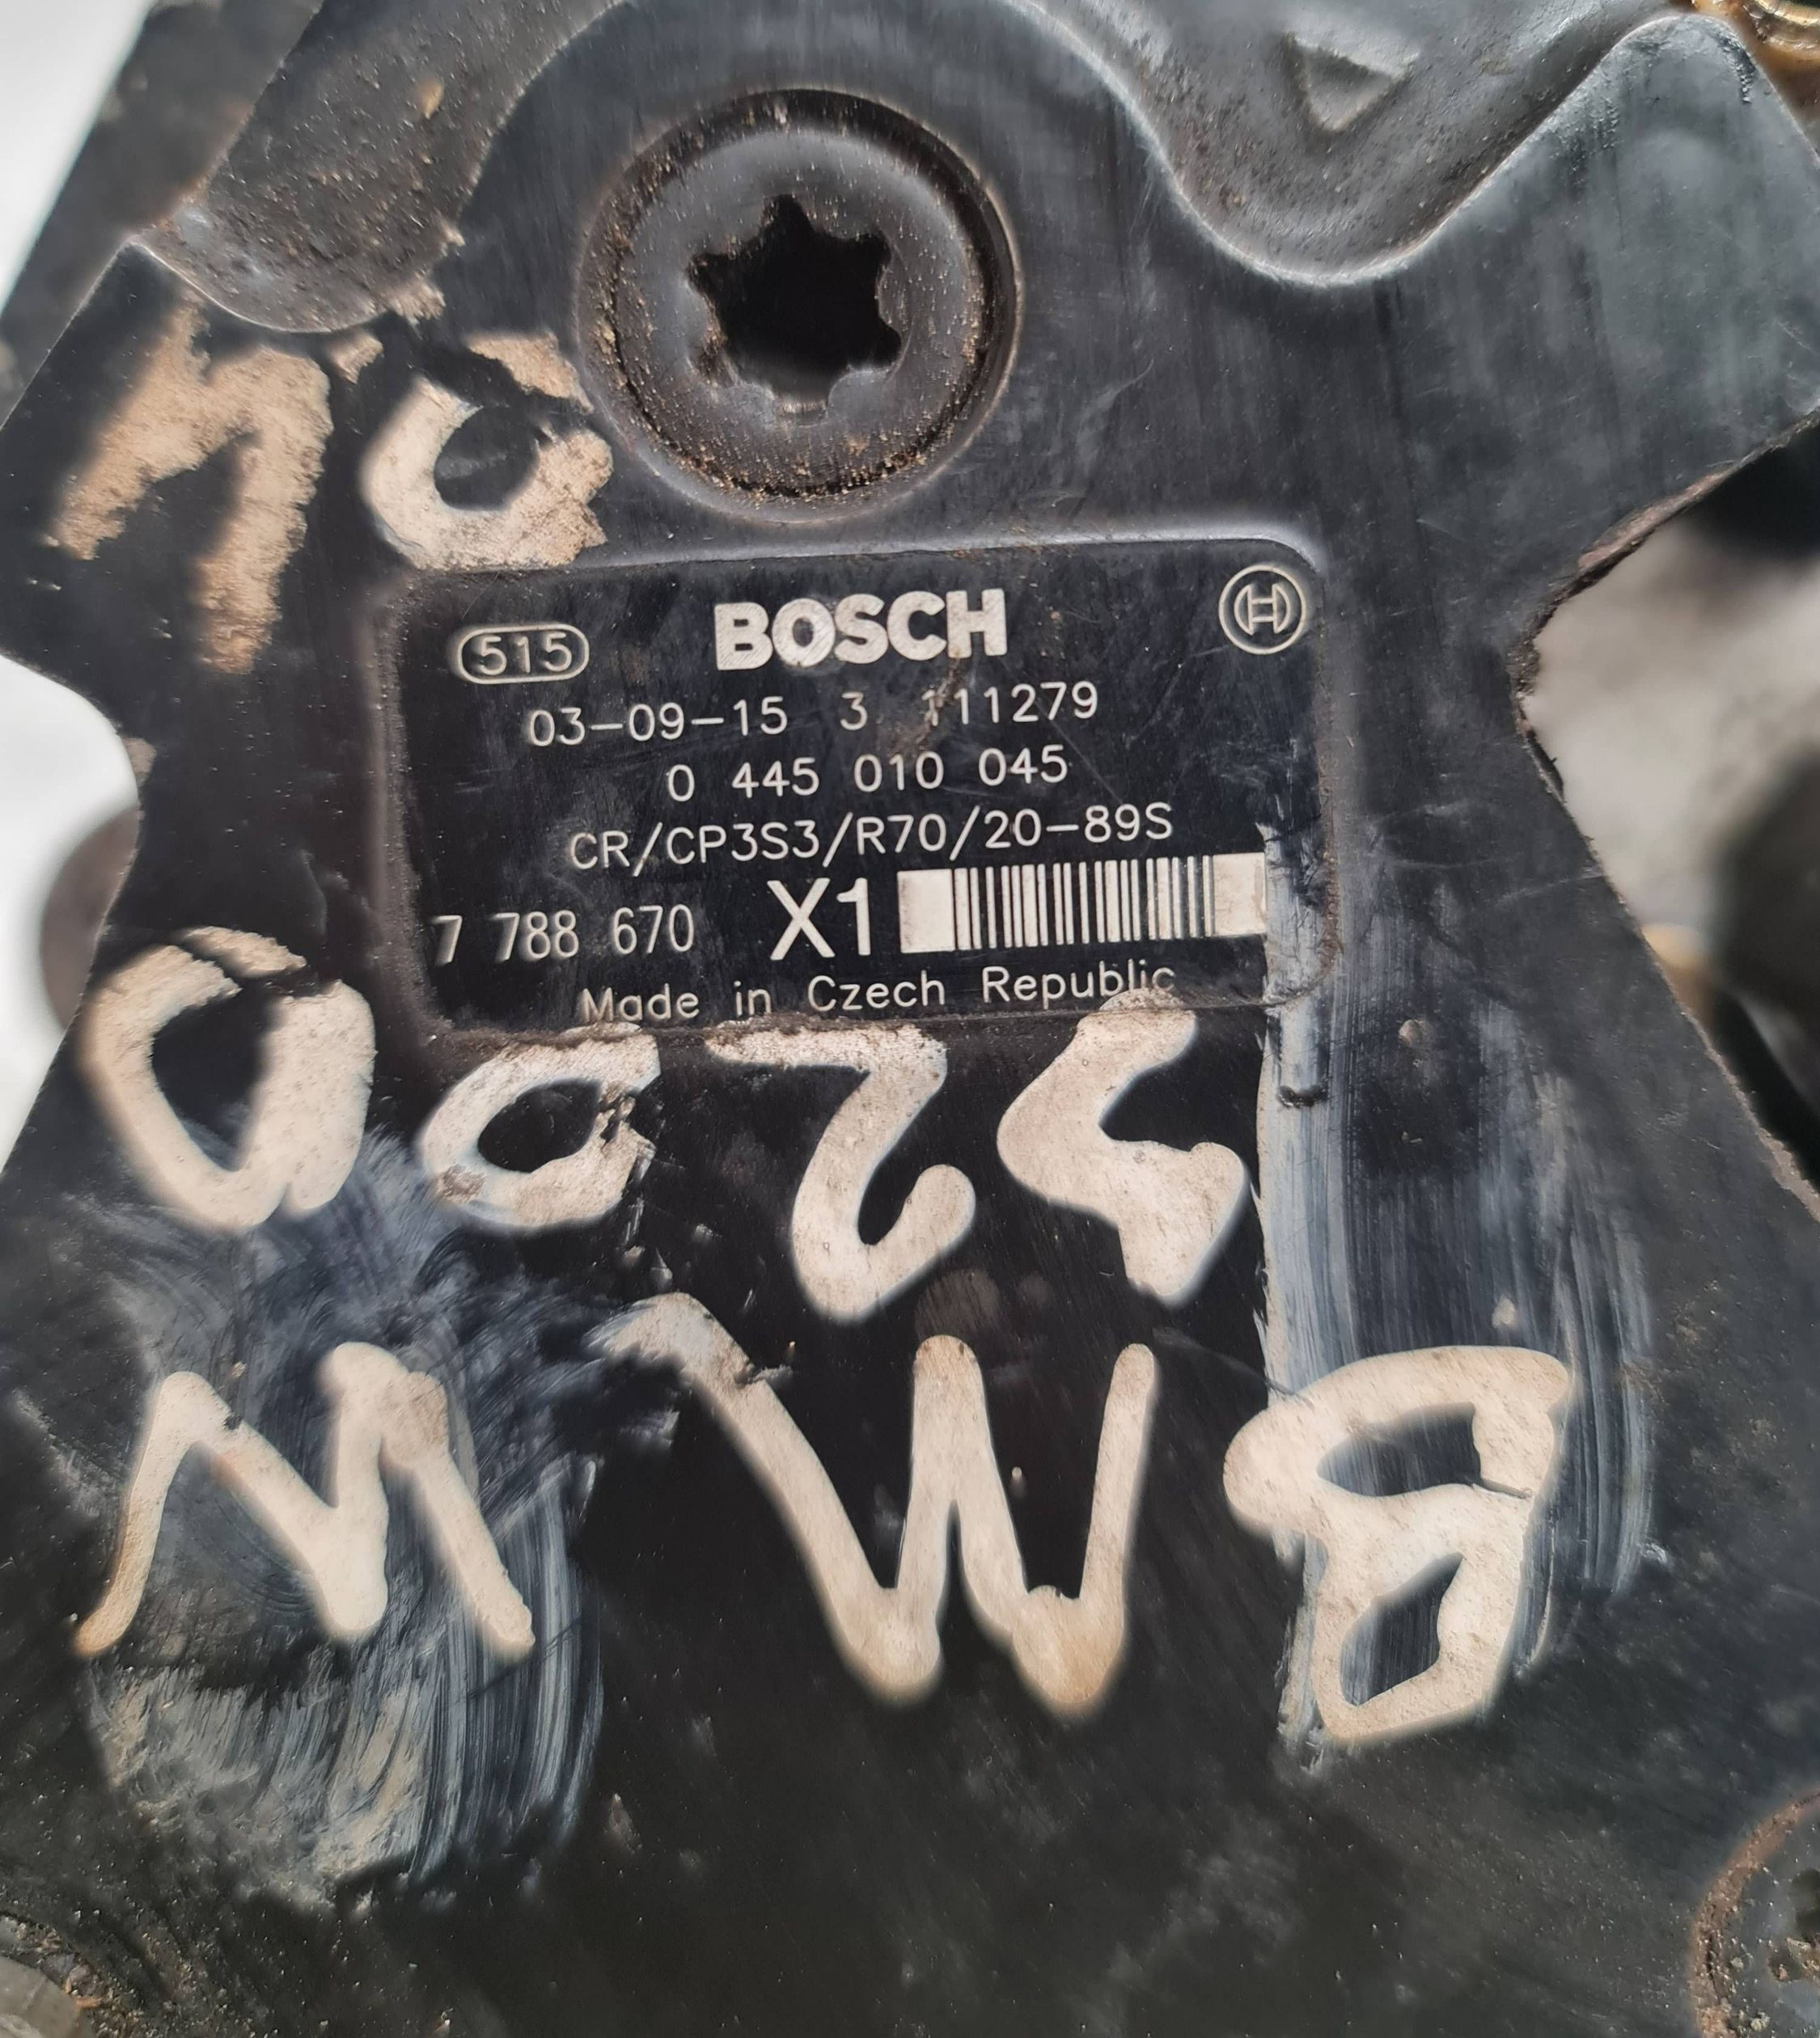 515 BOSCH
03-09-15 3 111279
0 445 010 045
CR/CP3S3/R70/20-89S
7 788 670 X1
Made in Czech Republic
BMW